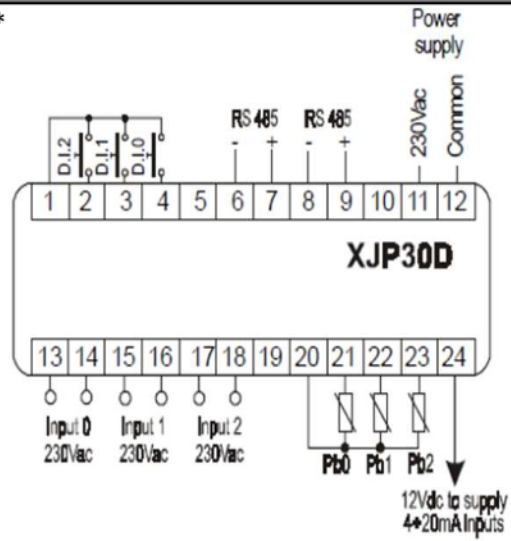 *
Power
supply
230Vac
Common
RS 485 RS 485
- + - +
D.I.2
D.I.1
D.I.0
1 2 3 4 5 6 7 8 9 10 11 12
XJP30D
13 14 15 16 17 18 19 20 21 22 23 24
Input 0 Input 1 Input 2
230Vac 230Vac 230Vac
Pb0 Pb1 Pb2
12Vdc to supply
4÷20mA Inputs